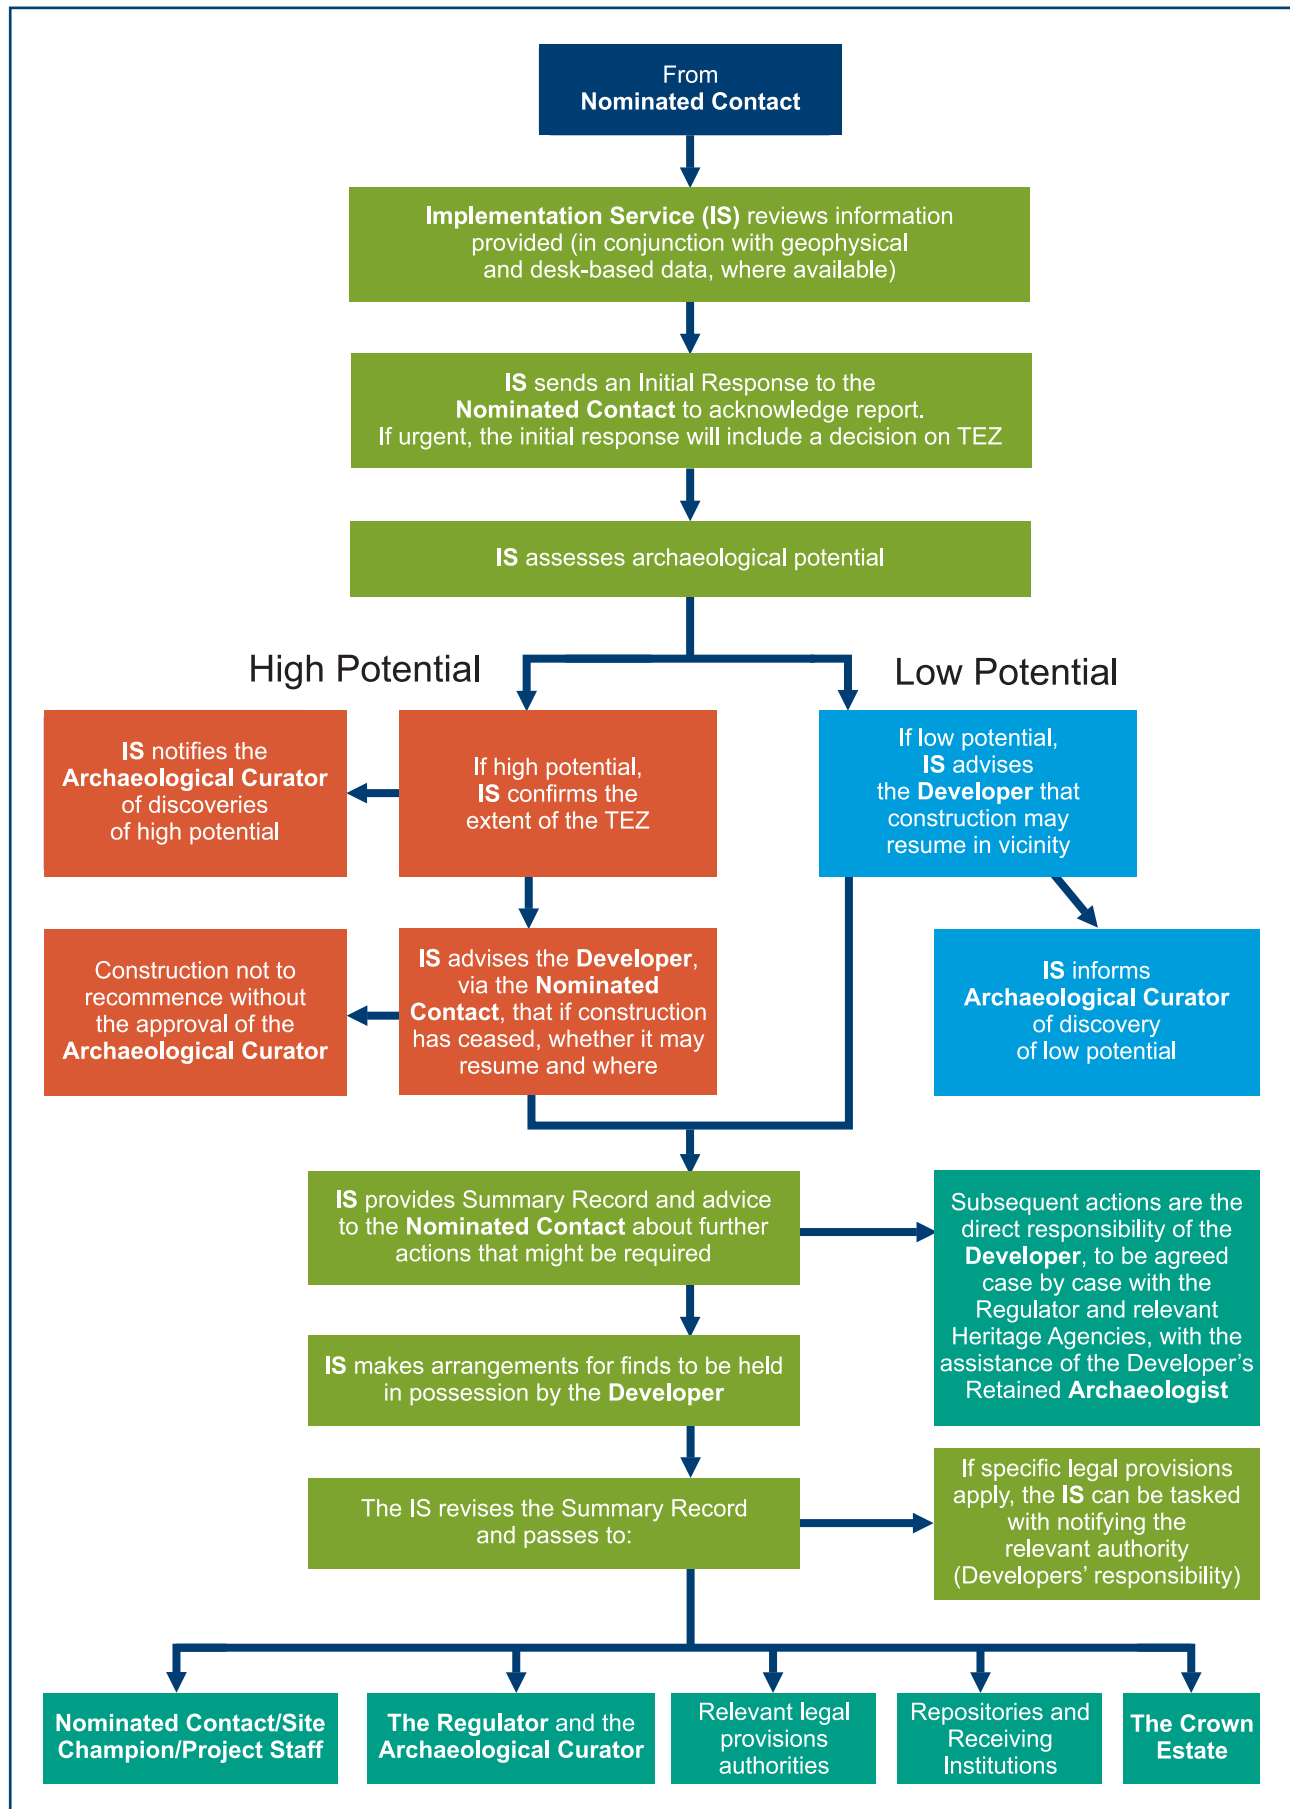 From
Nominated Contact
Implementation Service (IS) reviews information
provided (in conjunction with geophysical
and desk-based data, where available)
IS sends an Initial Response to the
Nominated Contact to acknowledge report.
If urgent, the initial response will include a decision on TEZ
IS assesses archaeological potential
High Potential
Low Potential
IS notifies the
Archaeological Curator
of discoveries
of high potential
If high potential,
IS confirms the
extent of the TEZ
If low potential,
IS advises
the Developer that
construction may
resume in vicinity
Construction not to
recommence without
the approval of the
Archaeological Curator
IS advises the Developer,
via the Nominated
Contact, that if construction
has ceased, whether it may
resume and where
IS informs
Archaeological Curator
of discovery
of low potential
IS provides Summary Record and advice
to the Nominated Contact about further
actions that might be required
Subsequent actions are the
direct responsibility of the
Developer, to be agreed
case by case with the
Regulator and relevant
Heritage Agencies, with the
assistance of the Developer’s
Retained Archaeologist
IS makes arrangements for finds to be held
in possession by the Developer
The IS revises the Summary Record
and passes to:
If specific legal provisions
apply, the IS can be tasked
with notifying the
relevant authority
(Developers’ responsibility)
Nominated Contact/Site
Champion/Project Staff
The Regulator and the
Archaeological Curator
Relevant legal
provisions
authorities
Repositories and
Receiving
Institutions
The Crown
Estate